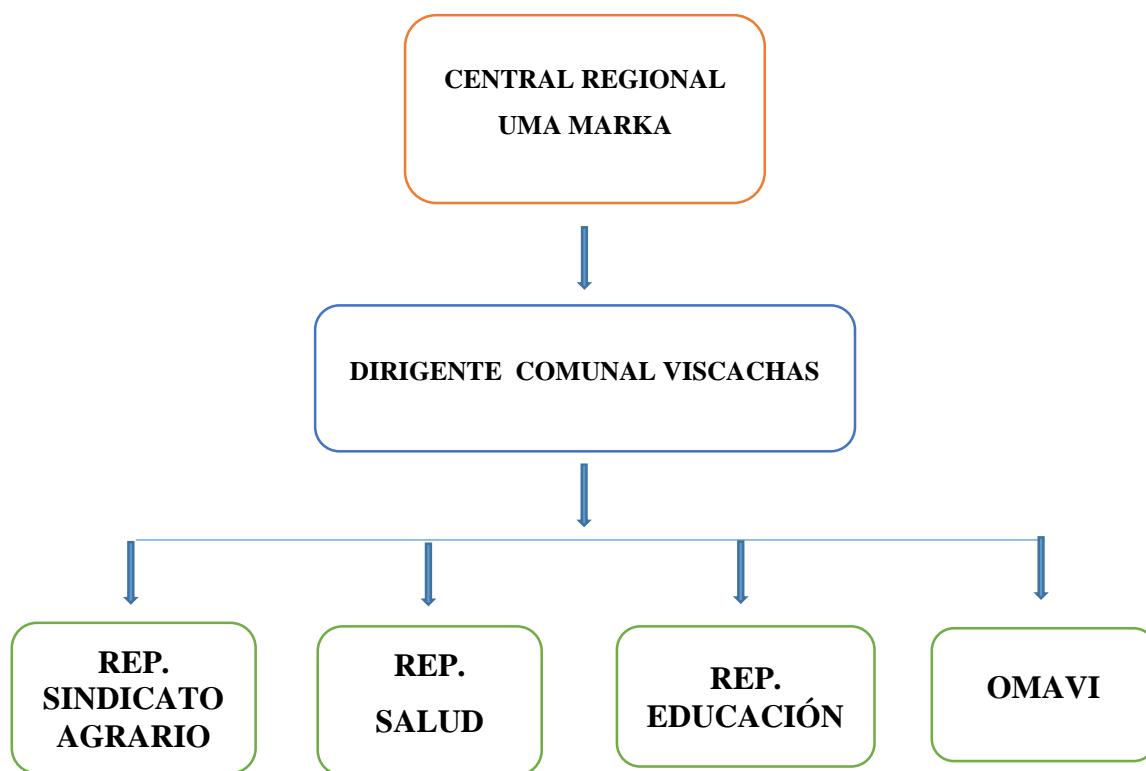 CENTRAL REGIONAL
UMA MARKA
DIRIGENTE COMUNAL VISCACHAS
REP.
SINDICATO
AGRARIO
REP.
SALUD
REP.
EDUCACIÓN
OMAVI